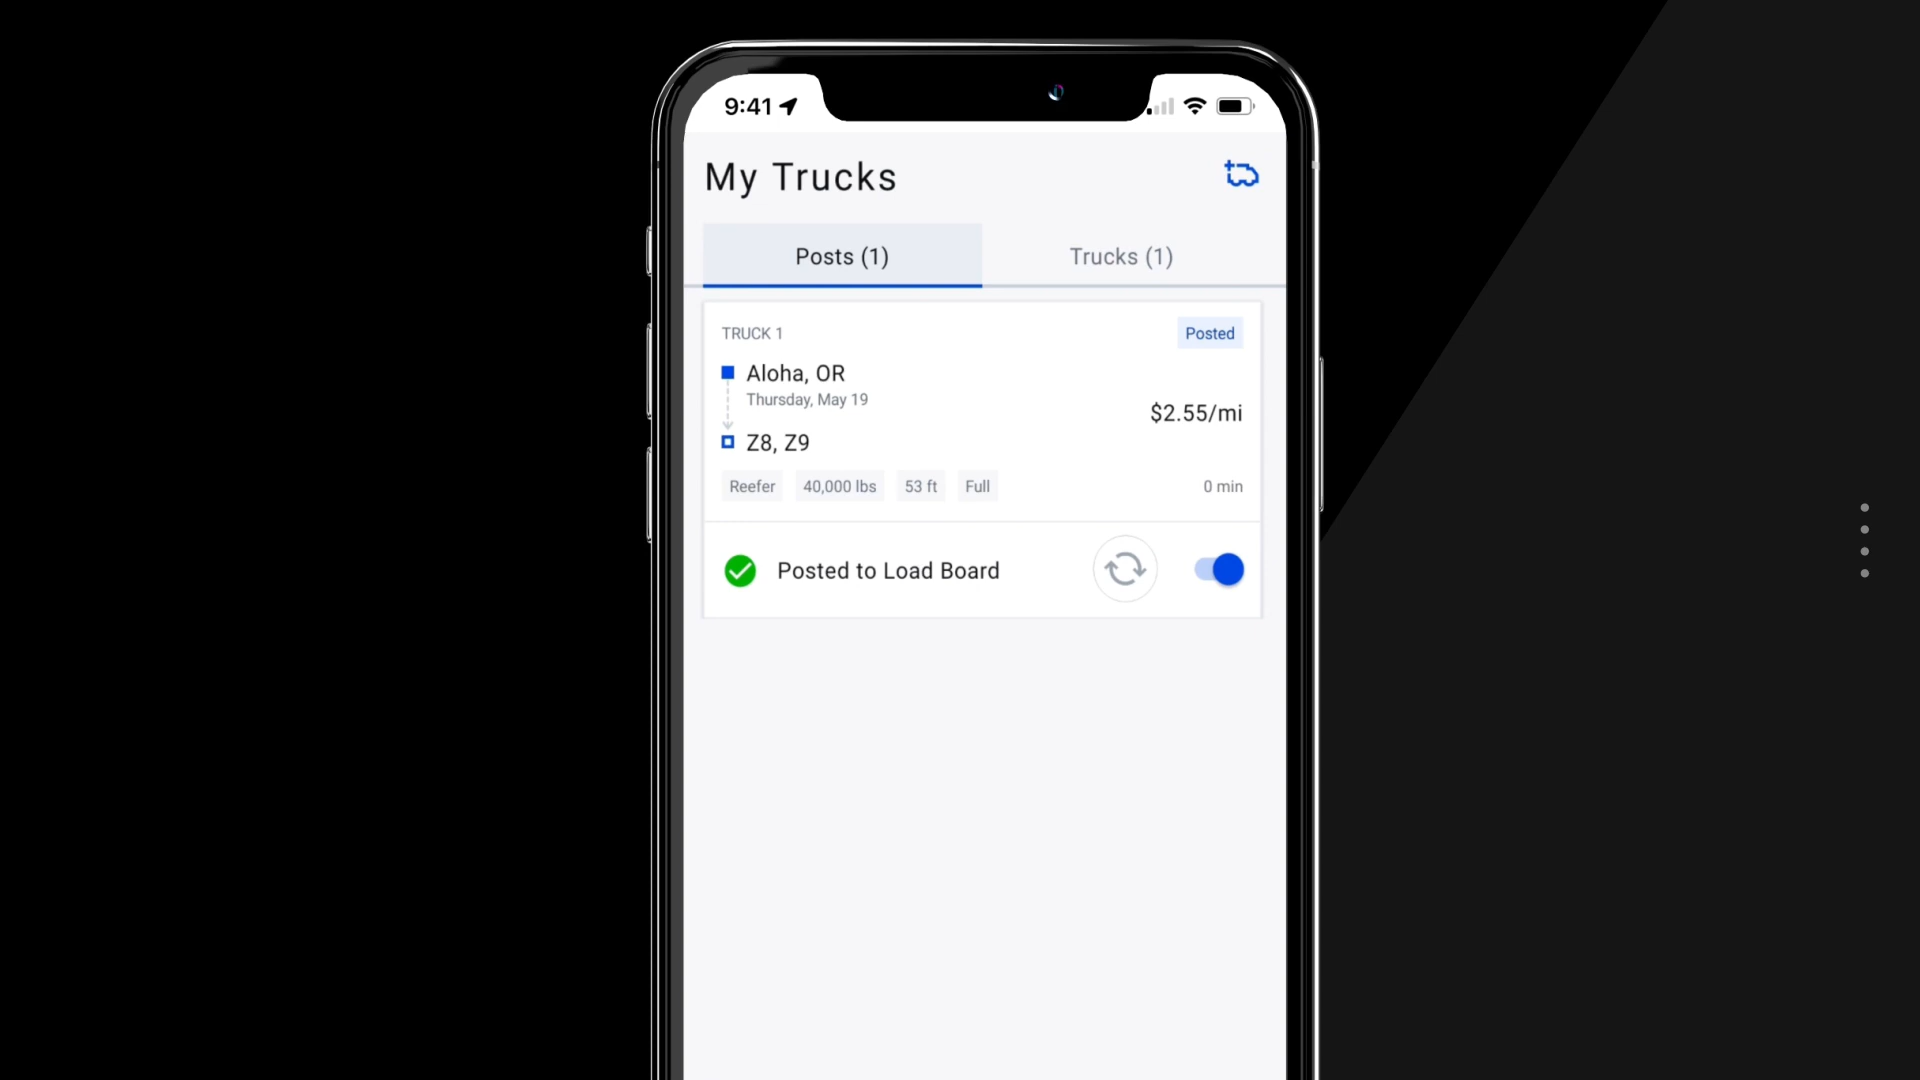 9:41
My Trucks
Posts (1)
Trucks (1)
TRUCK 1
Posted
Aloha, OR
Thursday, May 19
$2.55/mi
Z8, Z9
Reefer
40,000 lbs
53 ft
Full
0 min
Posted to Load Board